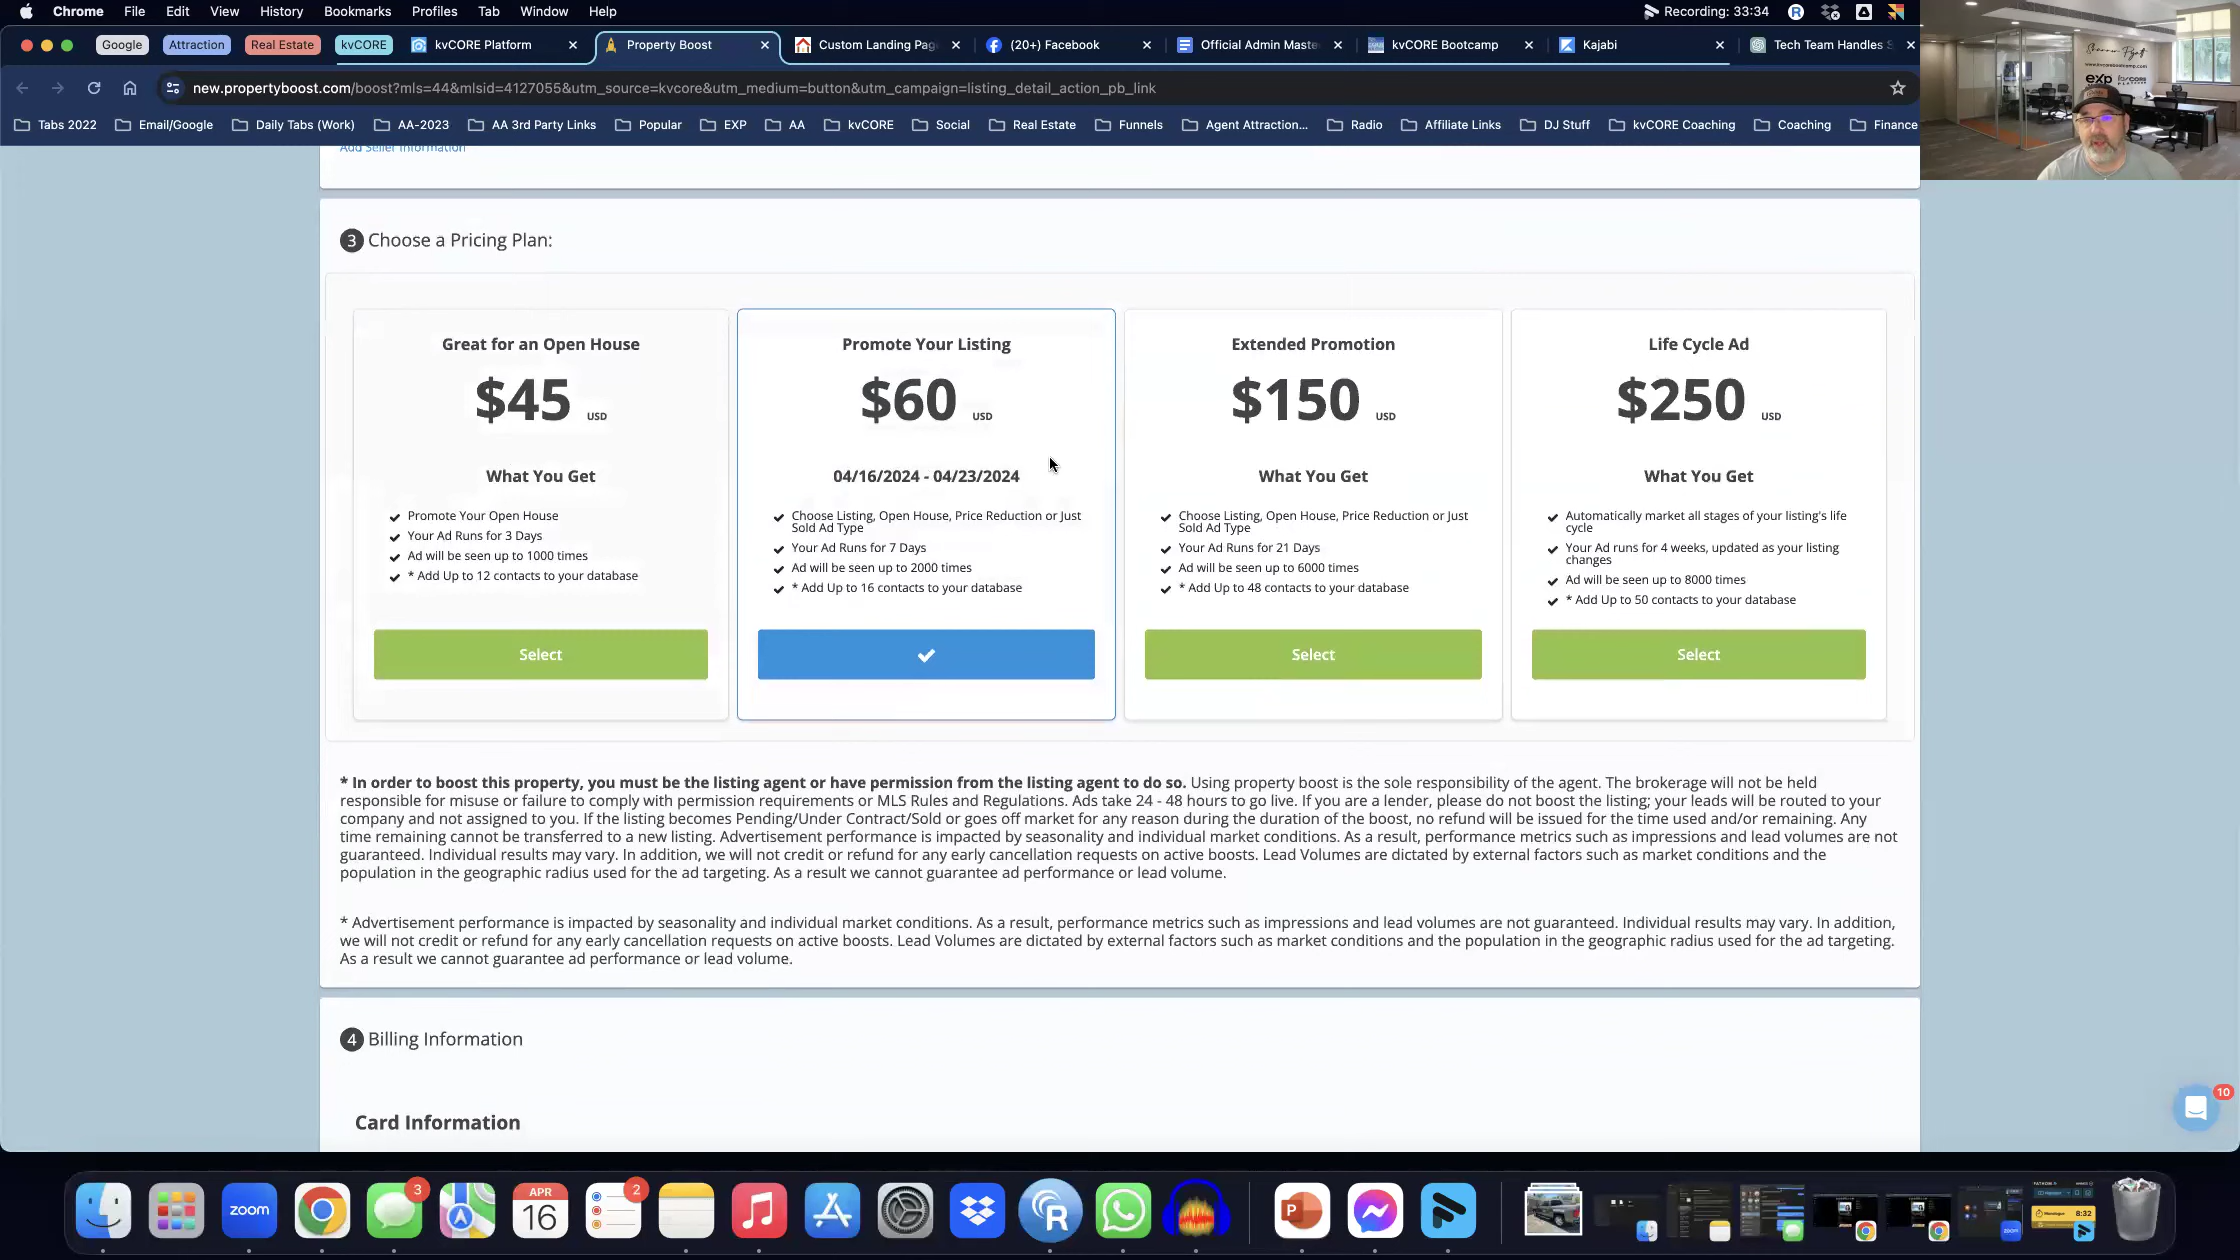 Chrome File Edit View History Bookmarks Profiles Tab Window Help Recording: 33:34
Google Attraction Real Estate kvCORE kvCORE Platform Property Boost Custom Landing Pag (20+) Facebook Official Admin Maste kvCORE Bootcamp Kajabi Tech Team Handles
new.propertyboost.com/boost?mls=44&mlsid=4127055&utm_source=kvcore&utm_medium=button&utm_campaign=listing_detail_action_pb_link
Tabs 2022 Email/Google Daily Tabs (Work) AA-2023 AA 3rd Party Links Popular EXP AA kvCORE Social Real Estate Funnels Agent Attraction... Radio Affiliate Links DJ Stuff kvCORE Coaching Coaching Finance
Add Seller Information
3 Choose a Pricing Plan:
Great for an Open House
$45 USD
What You Get
Promote Your Open House
Your Ad Runs for 3 Days
Ad will be seen up to 1000 times
* Add Up to 12 contacts to your database
Select
Promote Your Listing
$60 USD
04/16/2024 - 04/23/2024
Choose Listing, Open House, Price Reduction or Just
Sold Ad Type
Your Ad Runs for 7 Days
Ad will be seen up to 2000 times
* Add Up to 16 contacts to your database
Extended Promotion
$150 USD
What You Get
Choose Listing, Open House, Price Reduction or Just
Sold Ad Type
Your Ad Runs for 21 Days
Ad will be seen up to 6000 times
* Add Up to 48 contacts to your database
Select
Life Cycle Ad
$250 USD
What You Get
Automatically market all stages of your listing's life
cycle
Your Ad runs for 4 weeks, updated as your listing
changes
Ad will be seen up to 8000 times
* Add Up to 50 contacts to your database
Select
* In order to boost this property, you must be the listing agent or have permission from the listing agent to do so. Using property boost is the sole responsibility of the agent. The brokerage will not be held
responsible for misuse or failure to comply with permission requirements or MLS Rules and Regulations. Ads take 24 - 48 hours to go live. If you are a lender, please do not boost the listing; your leads will be routed to your
company and not assigned to you. If the listing becomes Pending/Under Contract/Sold or goes off market for any reason during the duration of the boost, no refund will be issued for the time used and/or remaining. Any
time remaining cannot be transferred to a new listing. Advertisement performance is impacted by seasonality and individual market conditions. As a result, performance metrics such as impressions and lead volumes are not
guaranteed. Individual results may vary. In addition, we will not credit or refund for any early cancellation requests on active boosts. Lead Volumes are dictated by external factors such as market conditions and the
population in the geographic radius used for the ad targeting. As a result we cannot guarantee ad performance or lead volume.
* Advertisement performance is impacted by seasonality and individual market conditions. As a result, performance metrics such as impressions and lead volumes are not guaranteed. Individual results may vary. In addition,
we will not credit or refund for any early cancellation requests on active boosts. Lead Volumes are dictated by external factors such as market conditions and the population in the geographic radius used for the ad targeting.
As a result we cannot guarantee ad performance or lead volume.
4 Billing Information
Card Information
10
3
zoom
APR
16
2
8:32
Shannon Pyatt
www.kvcorebootcamp.com
exp